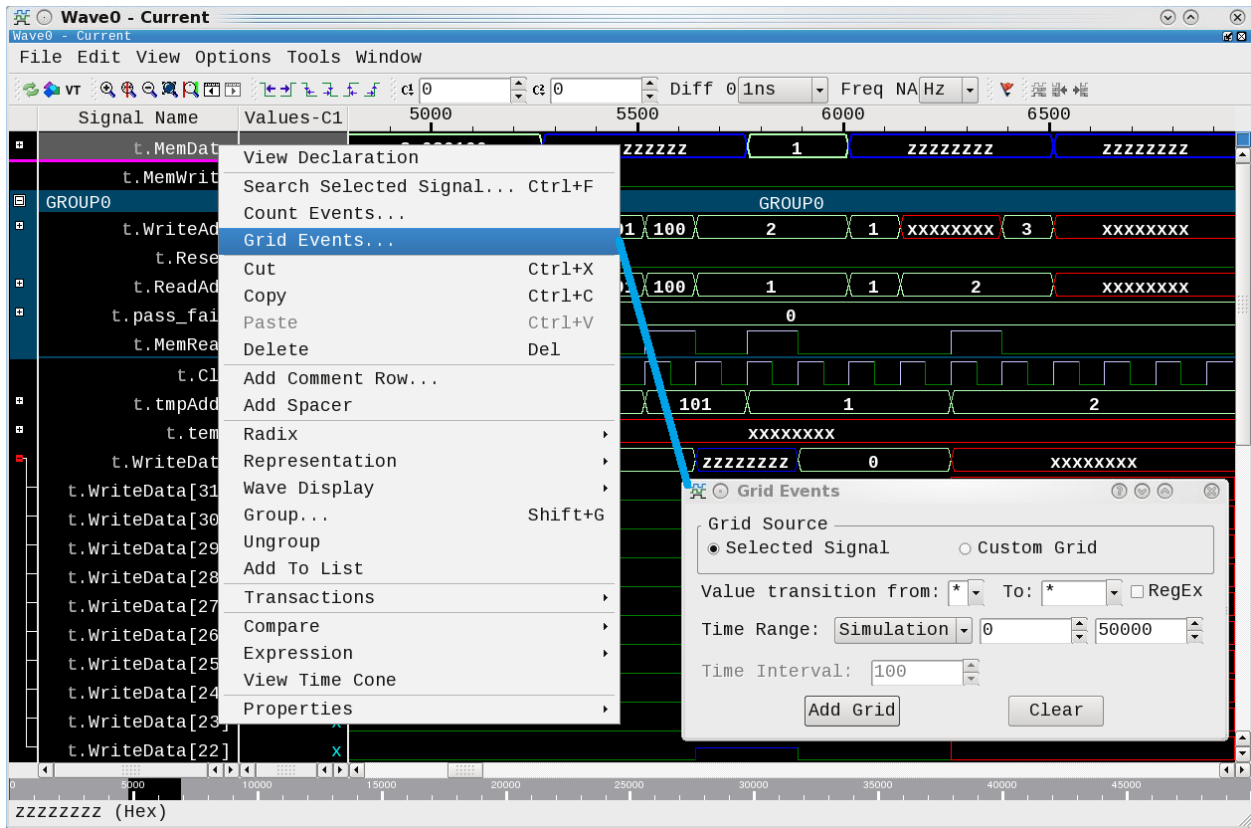 Wave0 - Current
Wave0 - Current
File Edit View Options Tools Window
VT C1 0 C2 0 Diff 0 1ns Freq NA Hz
Signal Name Values-C1 5000 5500 6000 6500
t.MemDat zzzzzz 1 zzzzzzzz zzzzzzzz
t.MemWrit
GROUP0 GROUP0
t.WriteAd 01 100 2 1 xxxxxxxx 3 xxxxxxxx
t.Rese
t.ReadAd 01 100 1 1 2 xxxxxxxx
t.pass_fai 0
t.MemRea
t.Cl
t.tmpAdd 101 1 2
t.tem xxxxxxxx
t.WriteDat zzzzzzzz 0 xxxxxxxx
t.WriteData[31
t.WriteData[30
t.WriteData[29
t.WriteData[28
t.WriteData[27
t.WriteData[26
t.WriteData[25
t.WriteData[24
t.WriteData[23]
t.WriteData[22] x
View Declaration
Search Selected Signal... Ctrl+F
Count Events...
Grid Events...
Cut Ctrl+X
Copy Ctrl+C
Paste Ctrl+V
Delete Del
Add Comment Row...
Add Spacer
Radix
Representation
Wave Display
Group... Shift+G
Ungroup
Add To List
Transactions
Compare
Expression
View Time Cone
Properties
Grid Events
Grid Source
Selected Signal Custom Grid
Value transition from: * To: * RegEx
Time Range: Simulation 0 50000
Time Interval: 100
Add Grid Clear
0 5000 10000 15000 20000 25000 30000 35000 40000 45000
zzzzzzzz (Hex)